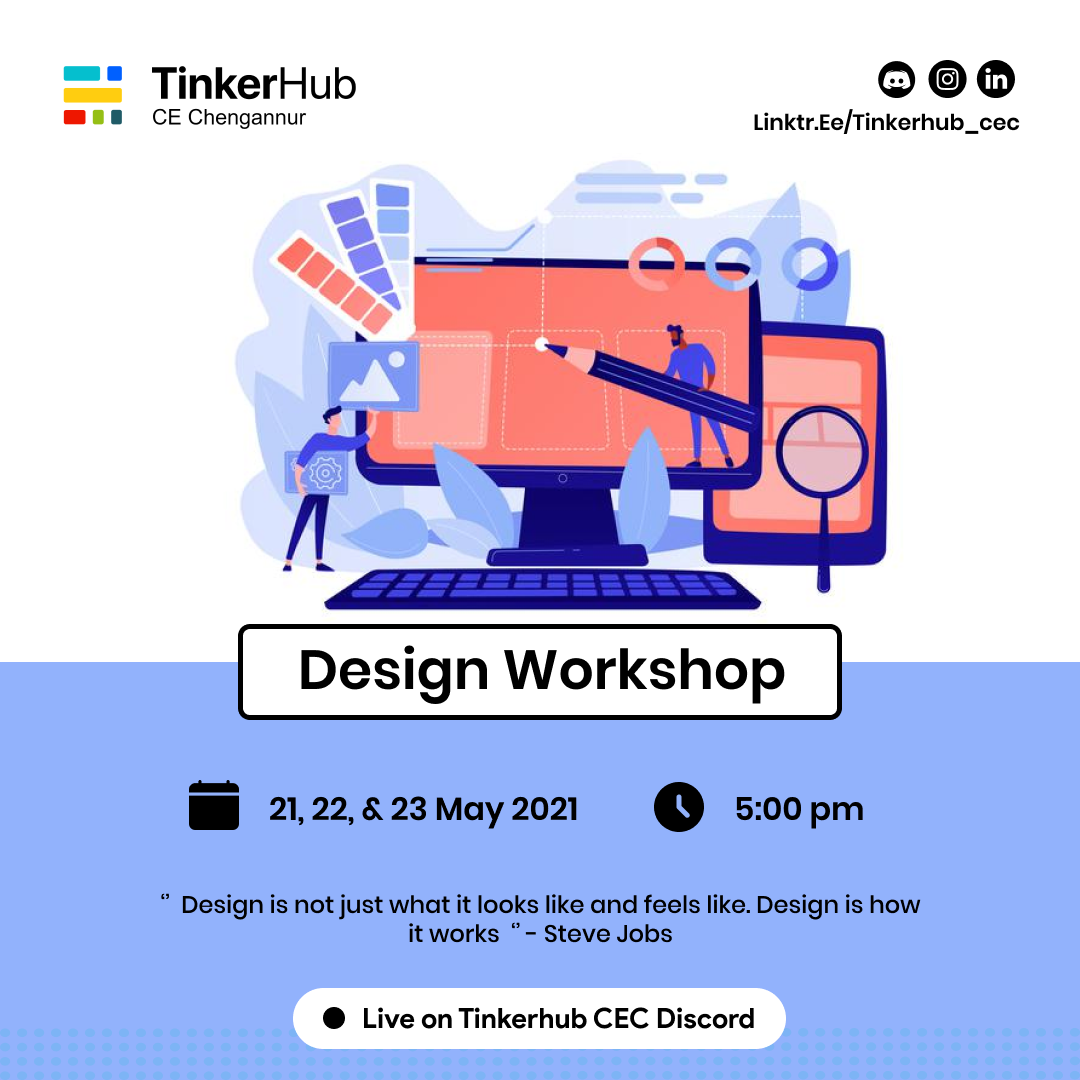 TinkerHub
CE Chengannur
Linktr.Ee/Tinkerhub_cec
Design Workshop
21, 22, & 23 May 2021
5:00 pm
“ Design is not just what it looks like and feels like. Design is how
it works “ - Steve Jobs
Live on Tinkerhub CEC Discord